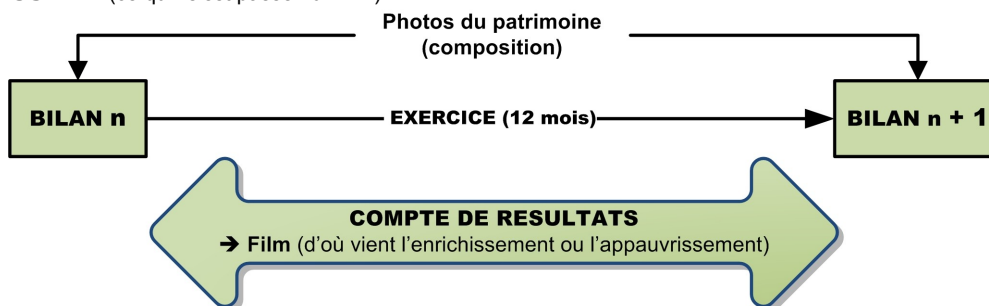 Photos du patrimoine
(composition)
BILAN n
EXERCICE (12 mois)
BILAN n + 1
COMPTE DE RESULTATS
➔ Film (d'où vient l'enrichissement ou l'appauvrissement)